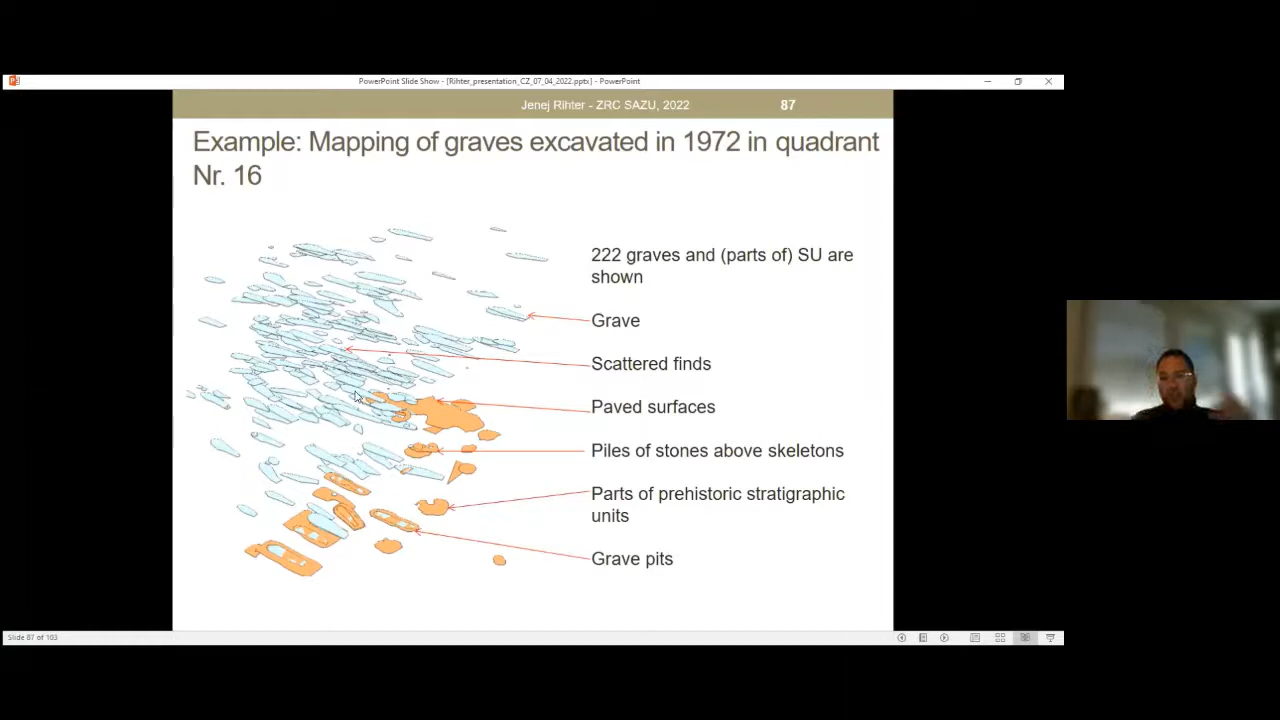 PowerPoint Slide Show - [Rihter_presentation_CZ_07_04_2022.pptx] - PowerPoint
Jenej Rihter - ZRC SAZU, 2022 87
Example: Mapping of graves excavated in 1972 in quadrant
Nr. 16
222 graves and (parts of) SU are
shown
Grave
Scattered finds
Paved surfaces
Piles of stones above skeletons
Parts of prehistoric stratigraphic
units
Grave pits
Slide 87 of 103